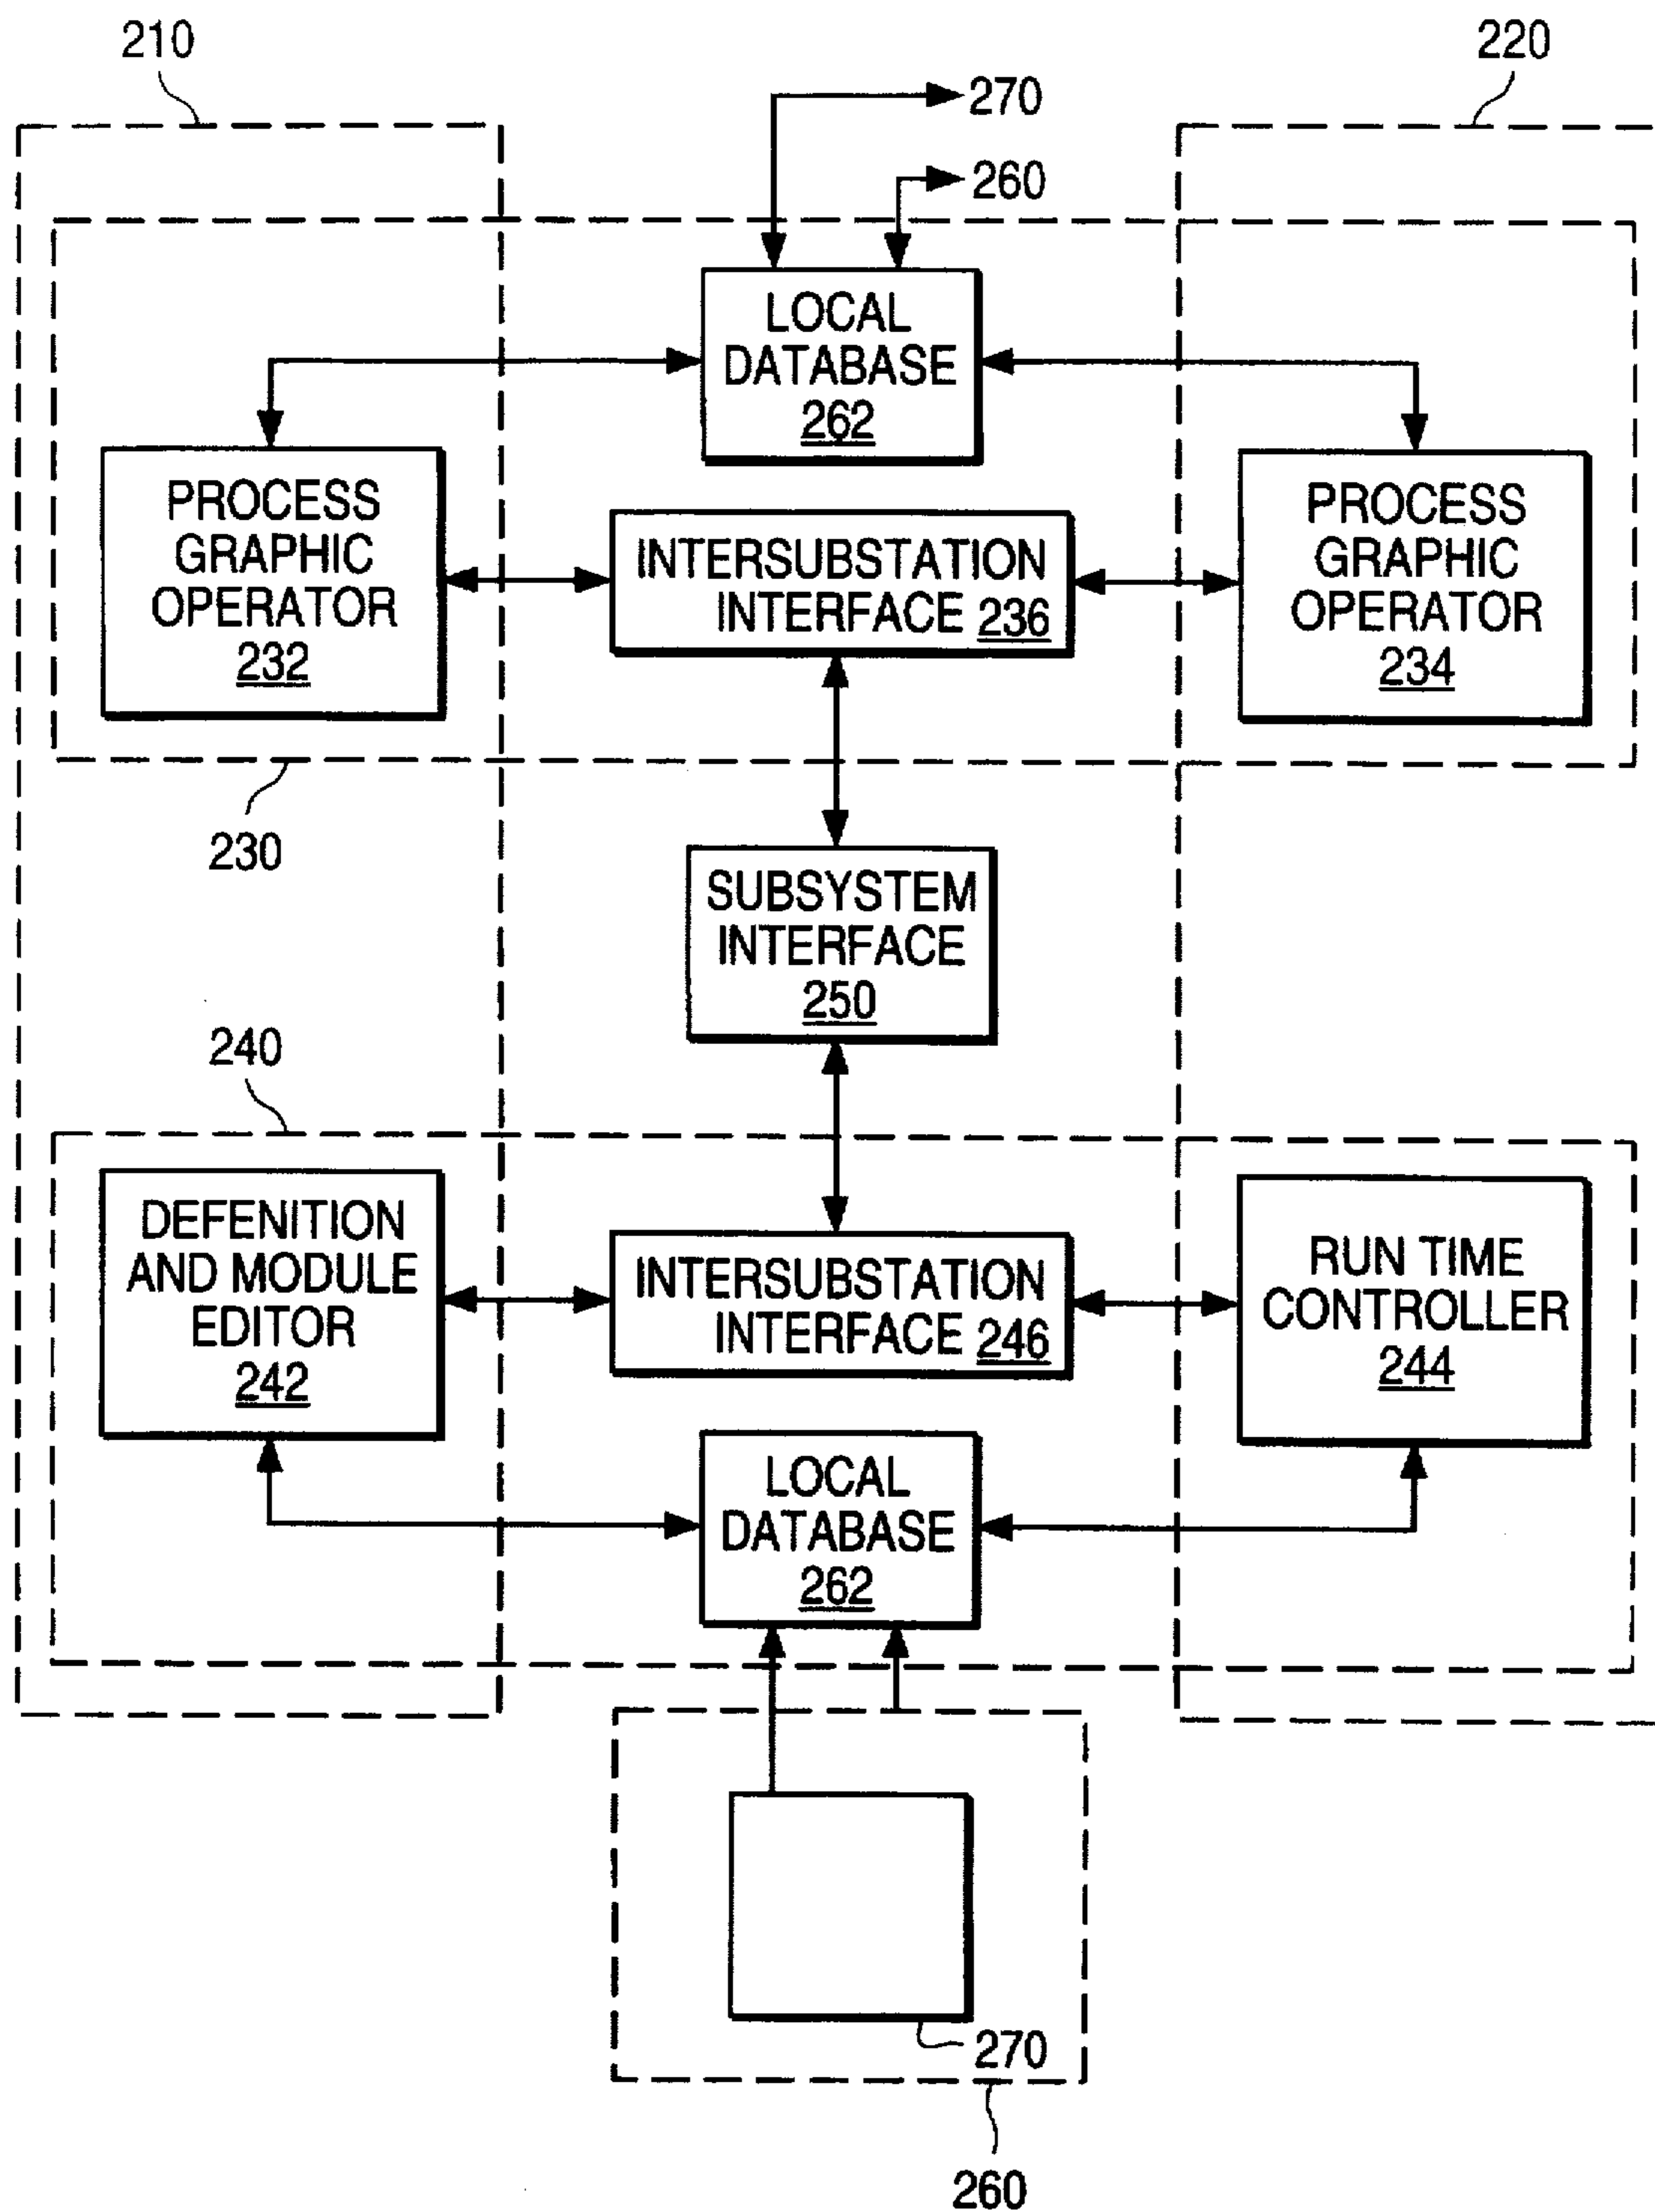 210
220
270
260
LOCAL
DATABASE
262
PROCESS
GRAPHIC
OPERATOR
232
INTERSUBSTATION
INTERFACE 236
PROCESS
GRAPHIC
OPERATOR
234
230
SUBSYSTEM
INTERFACE
250
240
DEFENITION
AND MODULE
EDITOR
242
INTERSUBSTATION
INTERFACE 246
RUN TIME
CONTROLLER
244
LOCAL
DATABASE
262
270
260